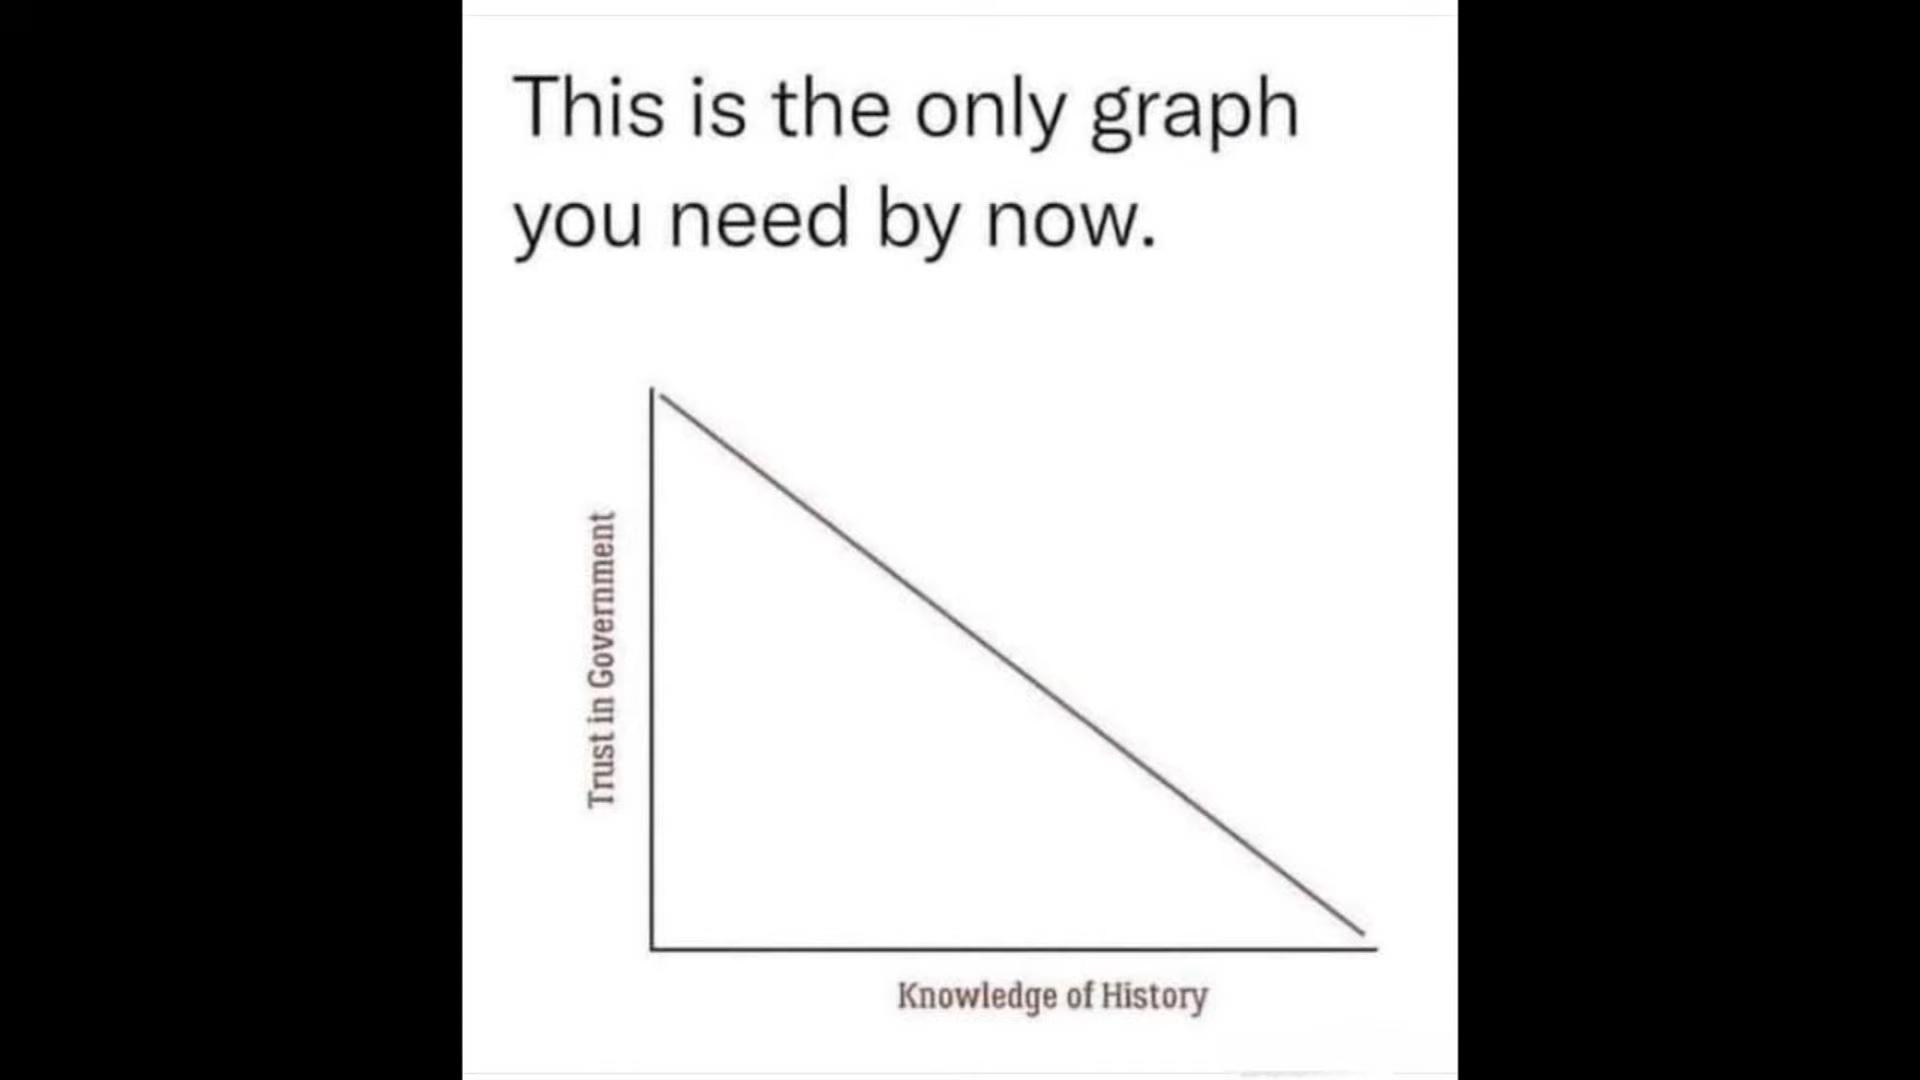 This is the only graph
you need by now.
Trust in Government
Knowledge of History